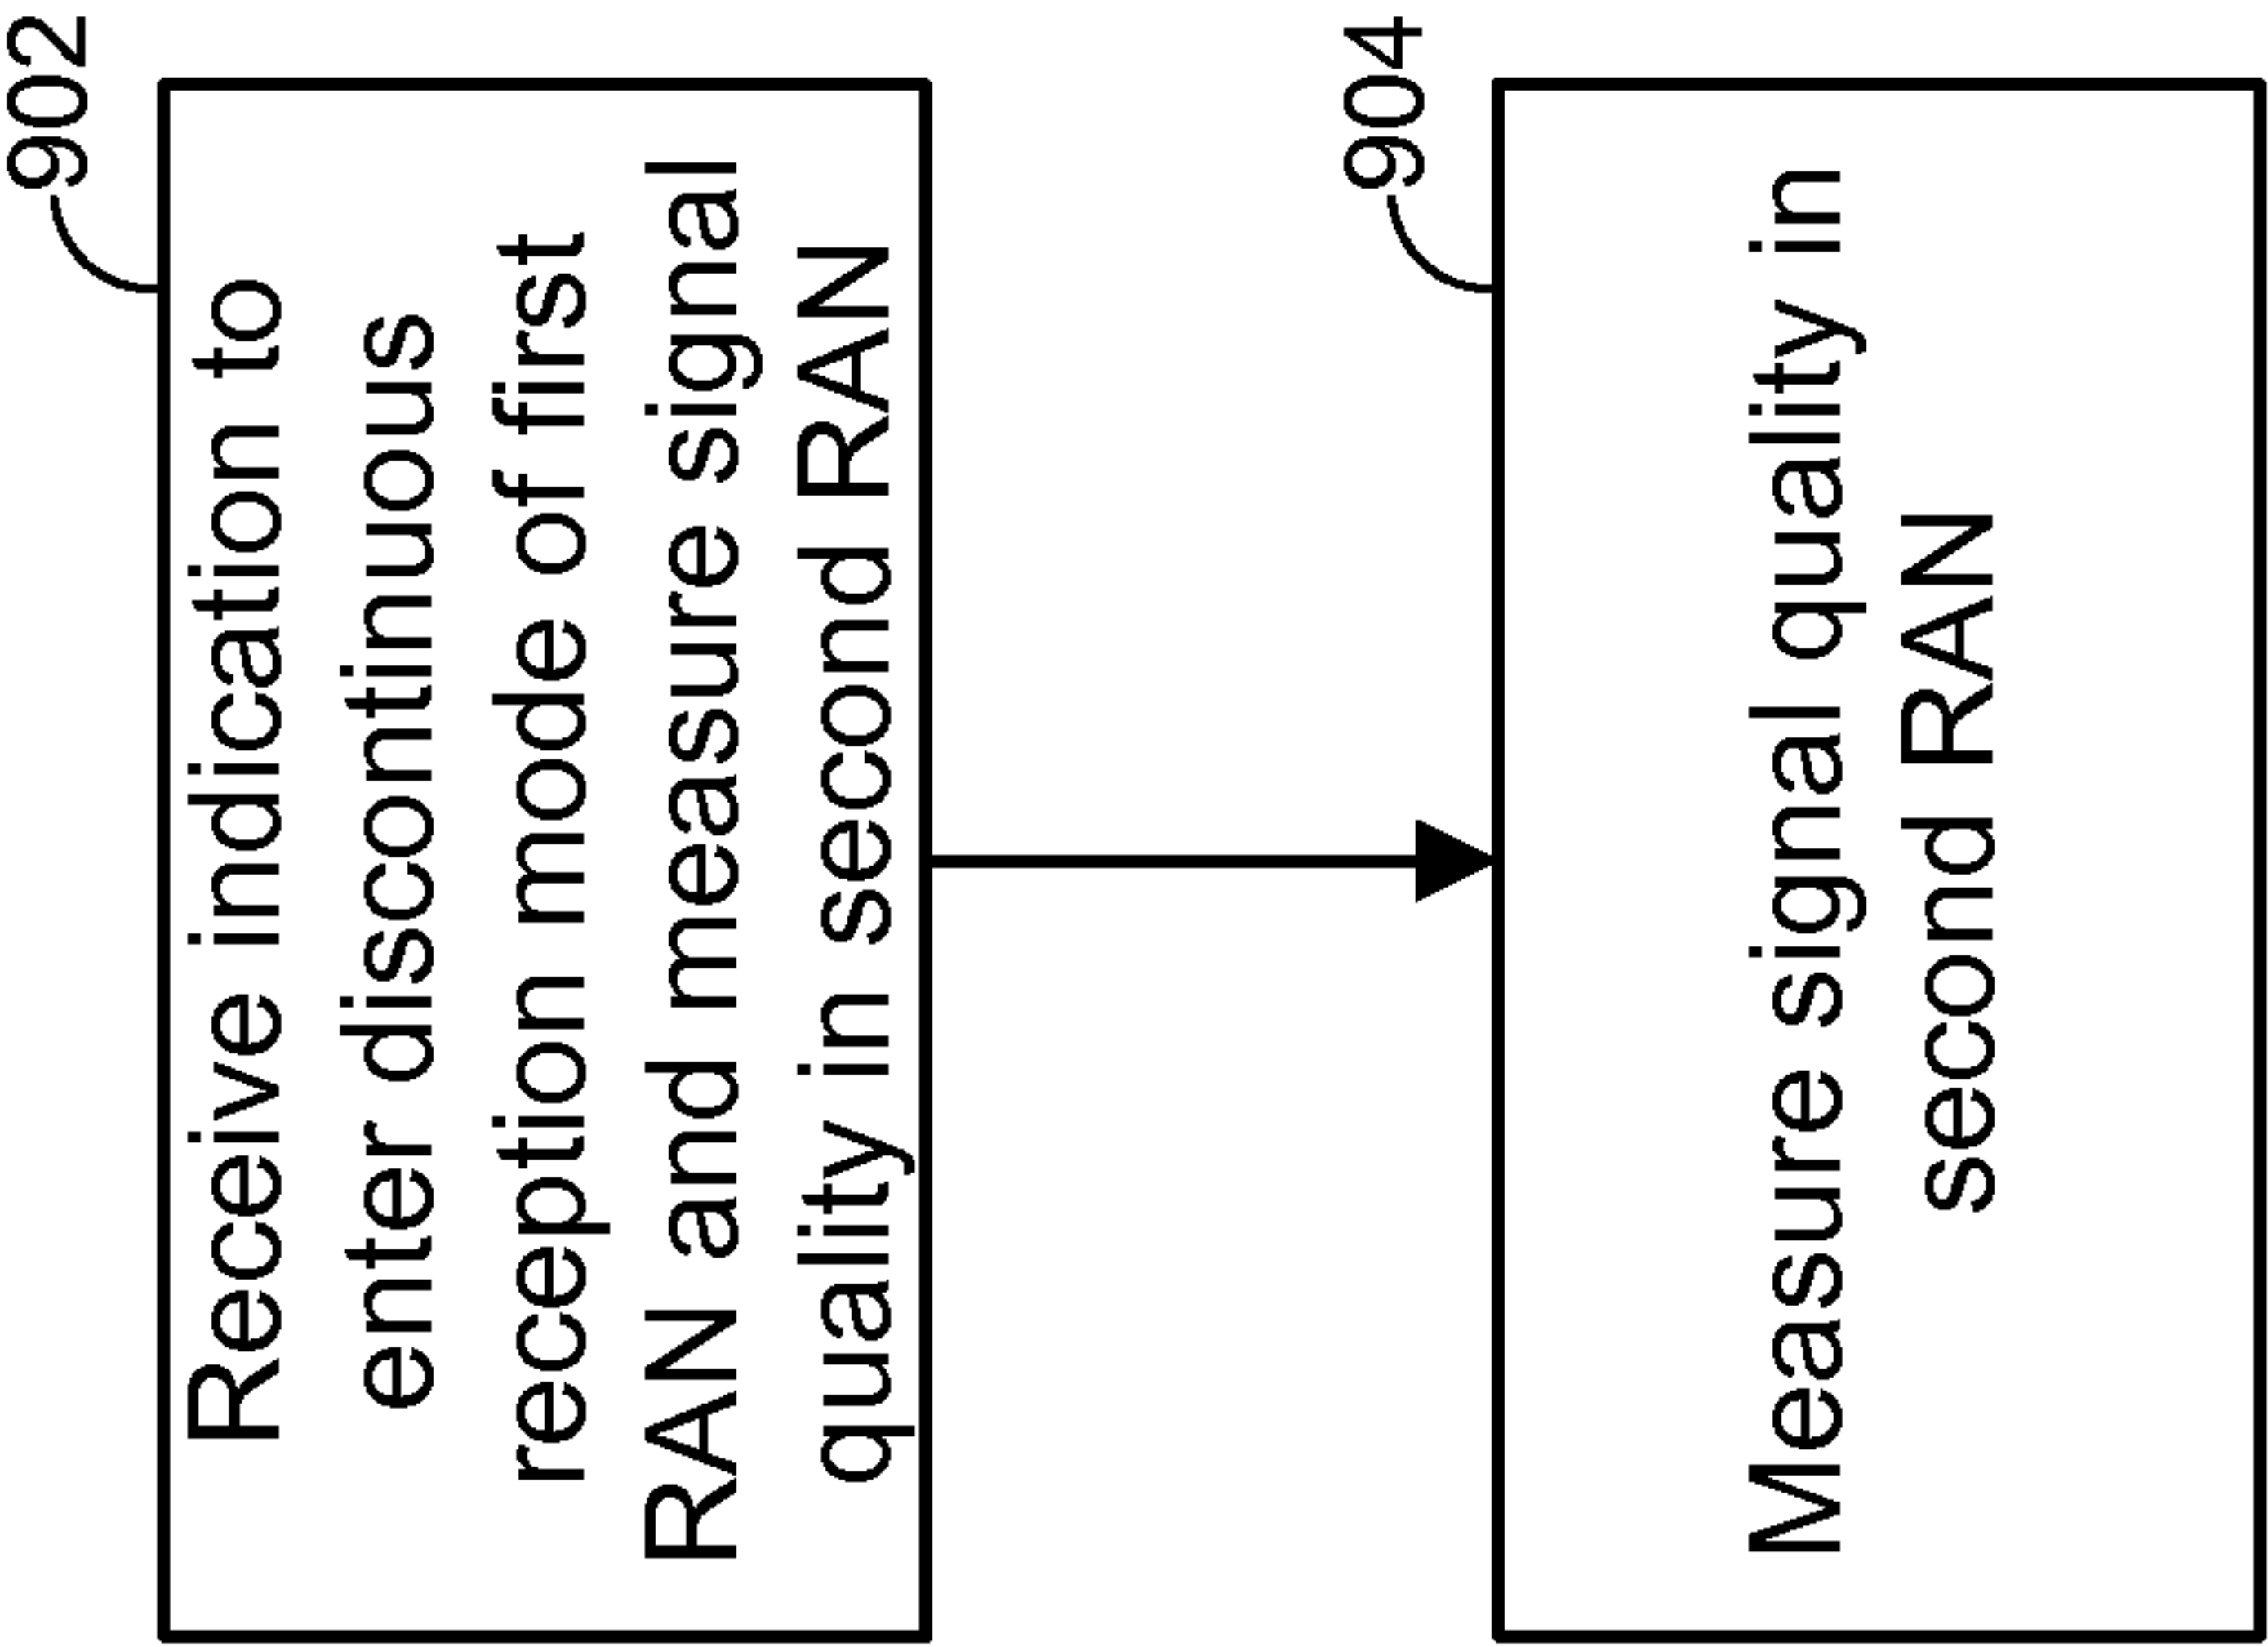 902
Receive indication to
enter discontinuous
reception mode of first
RAN and measure signal
quality in second RAN
904
Measure signal quality in
second RAN